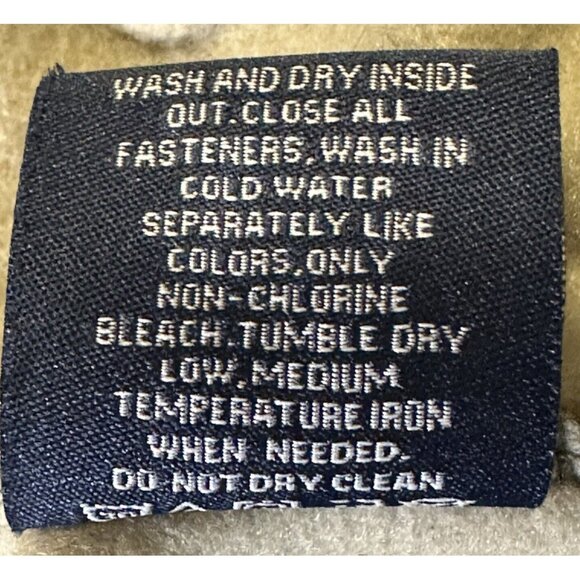 WASH AND DRY INSIDE
OUT.CLOSE ALL
FASTENERS.WASH IN
COLD WATER
SEPARATELY LIKE
COLORS.ONLY
NON-CHLORINE
BLEACH.TUMBLE DRY
LOW.MEDIUM
TEMPERATURE IRON
WHEN NEEDED.
DO NOT DRY CLEAN